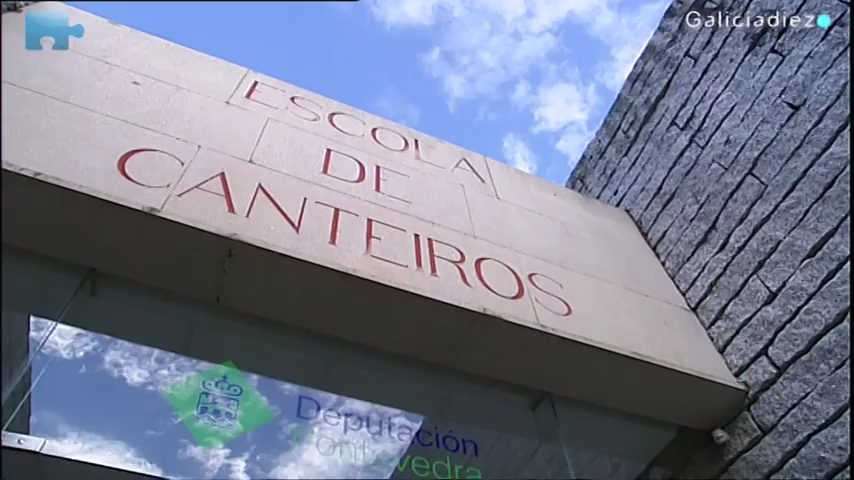 Galiciadiez
ESCOLA
DE
CANTEIROS
Deputación
Pontevedra